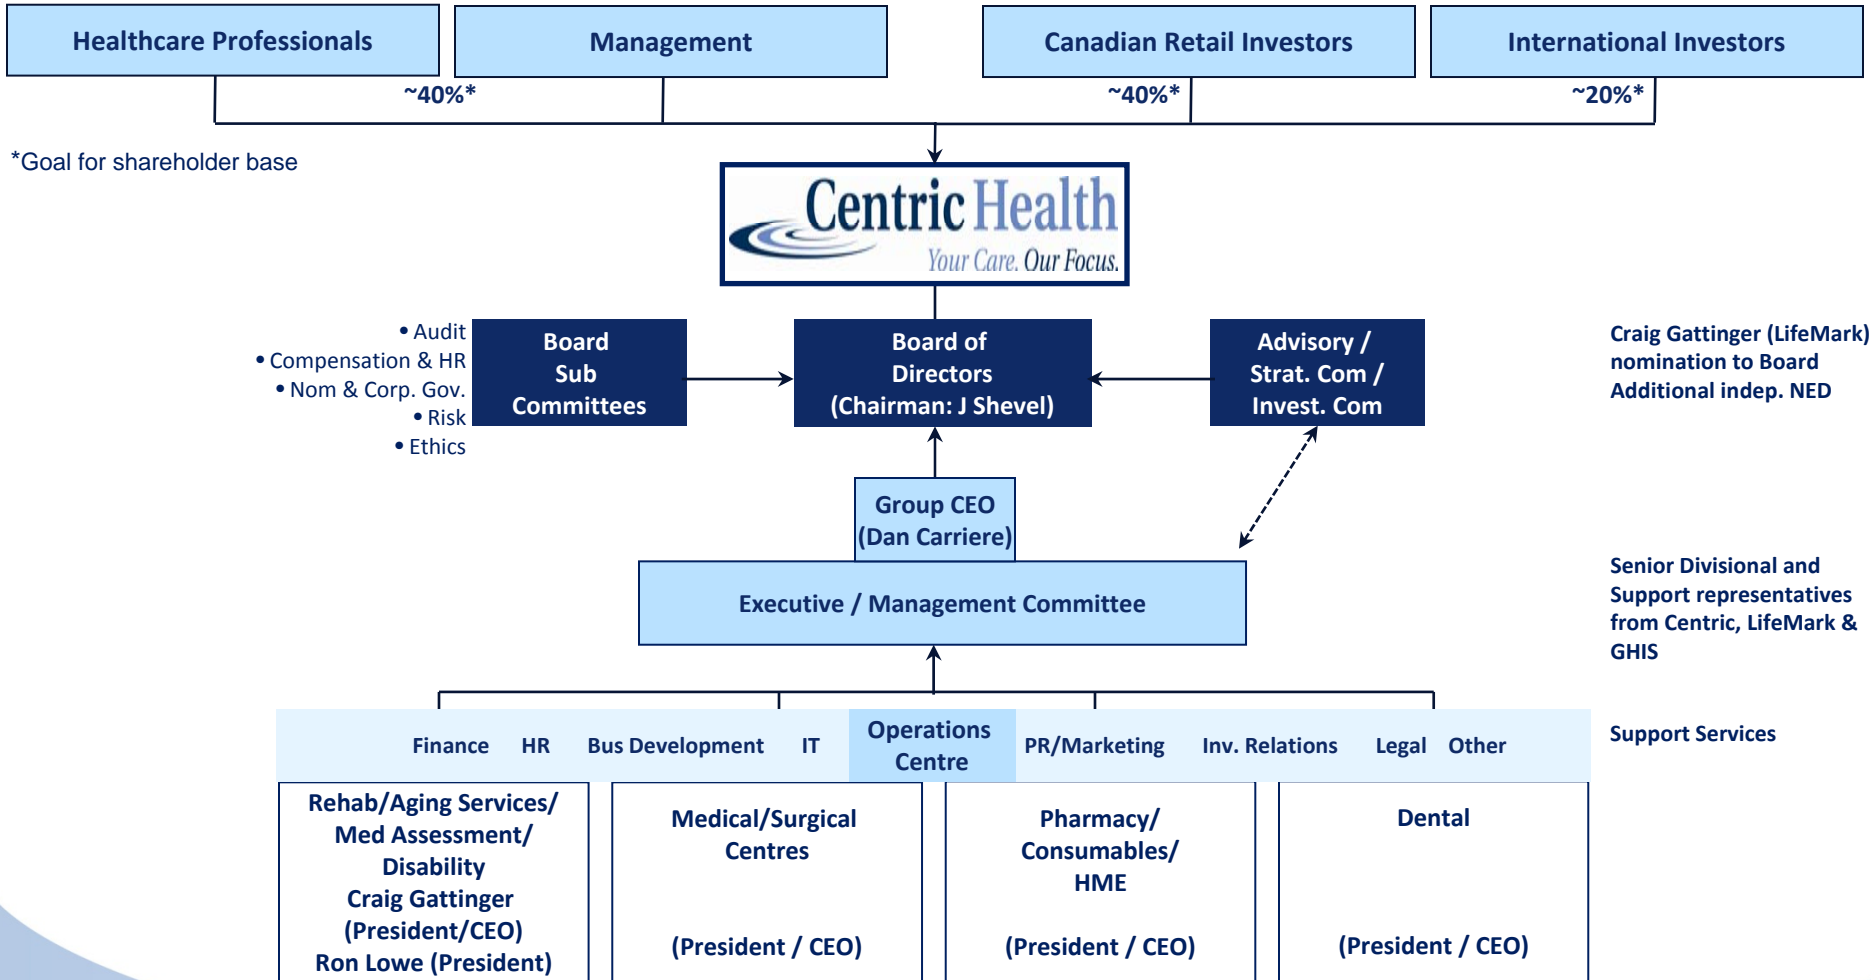 Healthcare Professionals
Management
Canadian Retail Investors
International Investors
~40%*
~40%*
~20%*
*Goal for shareholder base
Centric Health
Your Care. Our Focus.
• Audit
• Compensation & HR
• Nom & Corp. Gov.
• Risk
• Ethics
Board
Sub
Committees
Board of
Directors
(Chairman: J Shevel)
Advisory /
Strat. Com /
Invest. Com
Craig Gattinger (LifeMark)
nomination to Board
Additional indep. NED
Group CEO
(Dan Carriere)
Executive / Management Committee
Senior Divisional and
Support representatives
from Centric, LifeMark &
GHIS
Finance HR Bus Development IT
Operations
Centre
PR/Marketing Inv. Relations Legal Other
Support Services
Rehab/Aging Services/
Med Assessment/
Disability
Craig Gattinger
(President/CEO)
Ron Lowe (President)
Medical/Surgical
Centres
(President / CEO)
Pharmacy/
Consumables/
HME
(President / CEO)
Dental
(President / CEO)